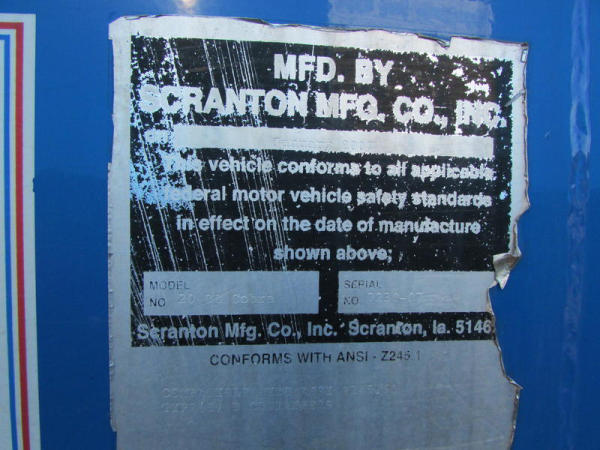 MFD. BY
SCRANTON MFG. CO., INC.
This vehicle conforms to all applicable
federal motor vehicle safety standards
in effect on the date of manufacture
shown above;
MODEL
NO. 20 Cobra
SERIAL
NO.
Scranton Mfg. Co., Inc. Scranton, Ia. 5146
CONFORMS WITH ANSI - Z245.1